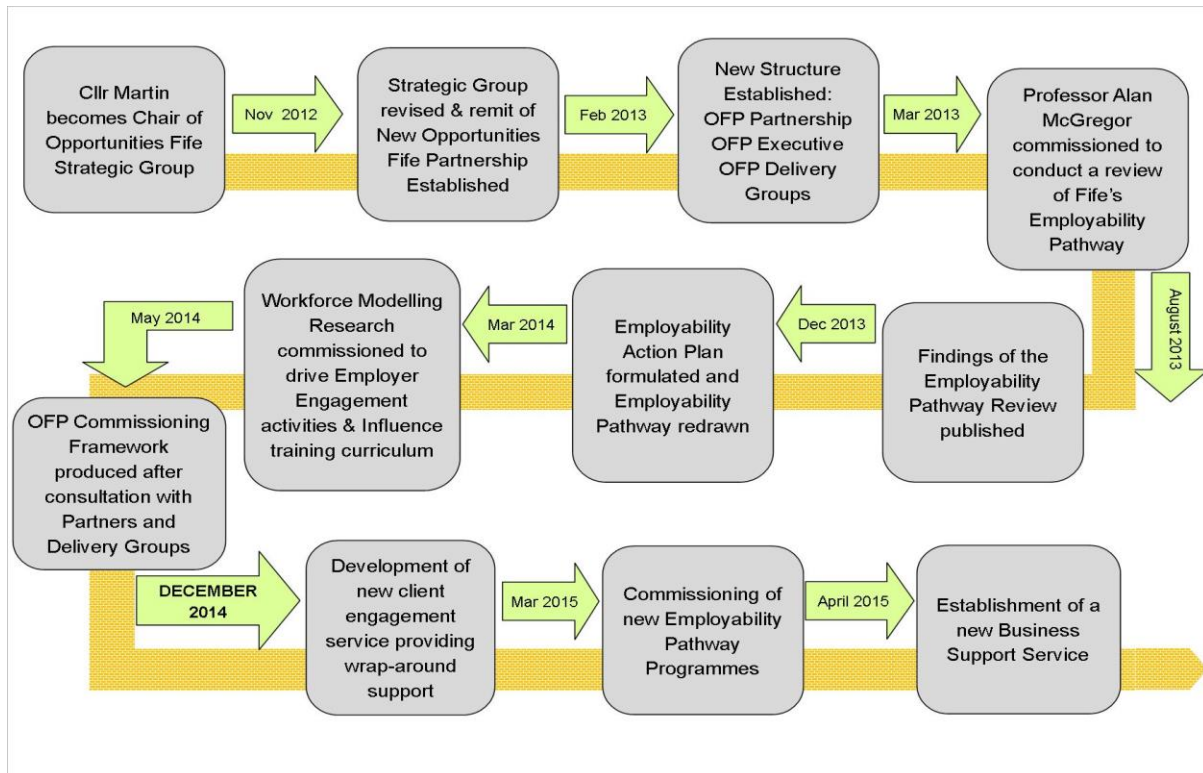 Cllr Martin
becomes Chair of
Opportunities Fife
Strategic Group
Nov 2012
Strategic Group
revised & remit of
New Opportunities
Fife Partnership
Established
Feb 2013
New Structure
Established:
OFP Partnership
OFP Executive
OFP Delivery
Groups
Mar 2013
Professor Alan
McGregor
commissioned to
conduct a review
of Fife's
Employability
Pathway
August 2013
Findings of the
Employability
Pathway Review
published
Dec 2013
Employability
Action Plan
formulated and
Employability
Pathway redrawn
Mar 2014
Workforce Modelling
Research
commissioned to
drive Employer
Engagement
activities & Influence
training curriculum
May 2014
OFP Commissioning
Framework
produced after
consultation with
Partners and
Delivery Groups
DECEMBER
2014
Development of
new client
engagement
service providing
wrap-around
support
Mar 2015
Commissioning of
new Employability
Pathway
Programmes
April 2015
Establishment of a
new Business
Support Service